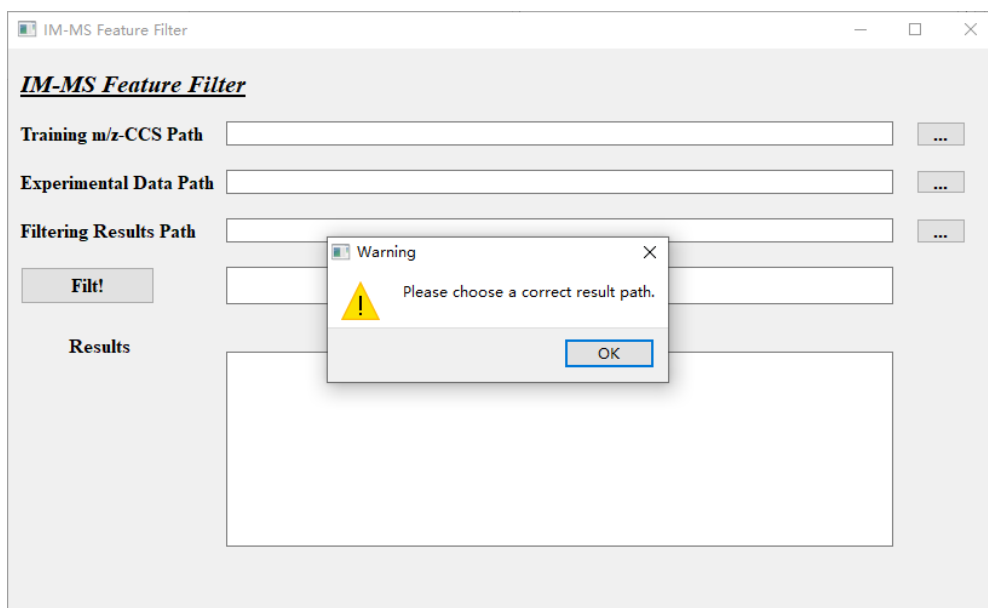 IM-MS Feature Filter
IM-MS Feature Filter
Training m/z-CCS Path
...
Experimental Data Path
...
Filtering Results Path
...
Warning
Please choose a correct result path.
OK
Filt!
Results